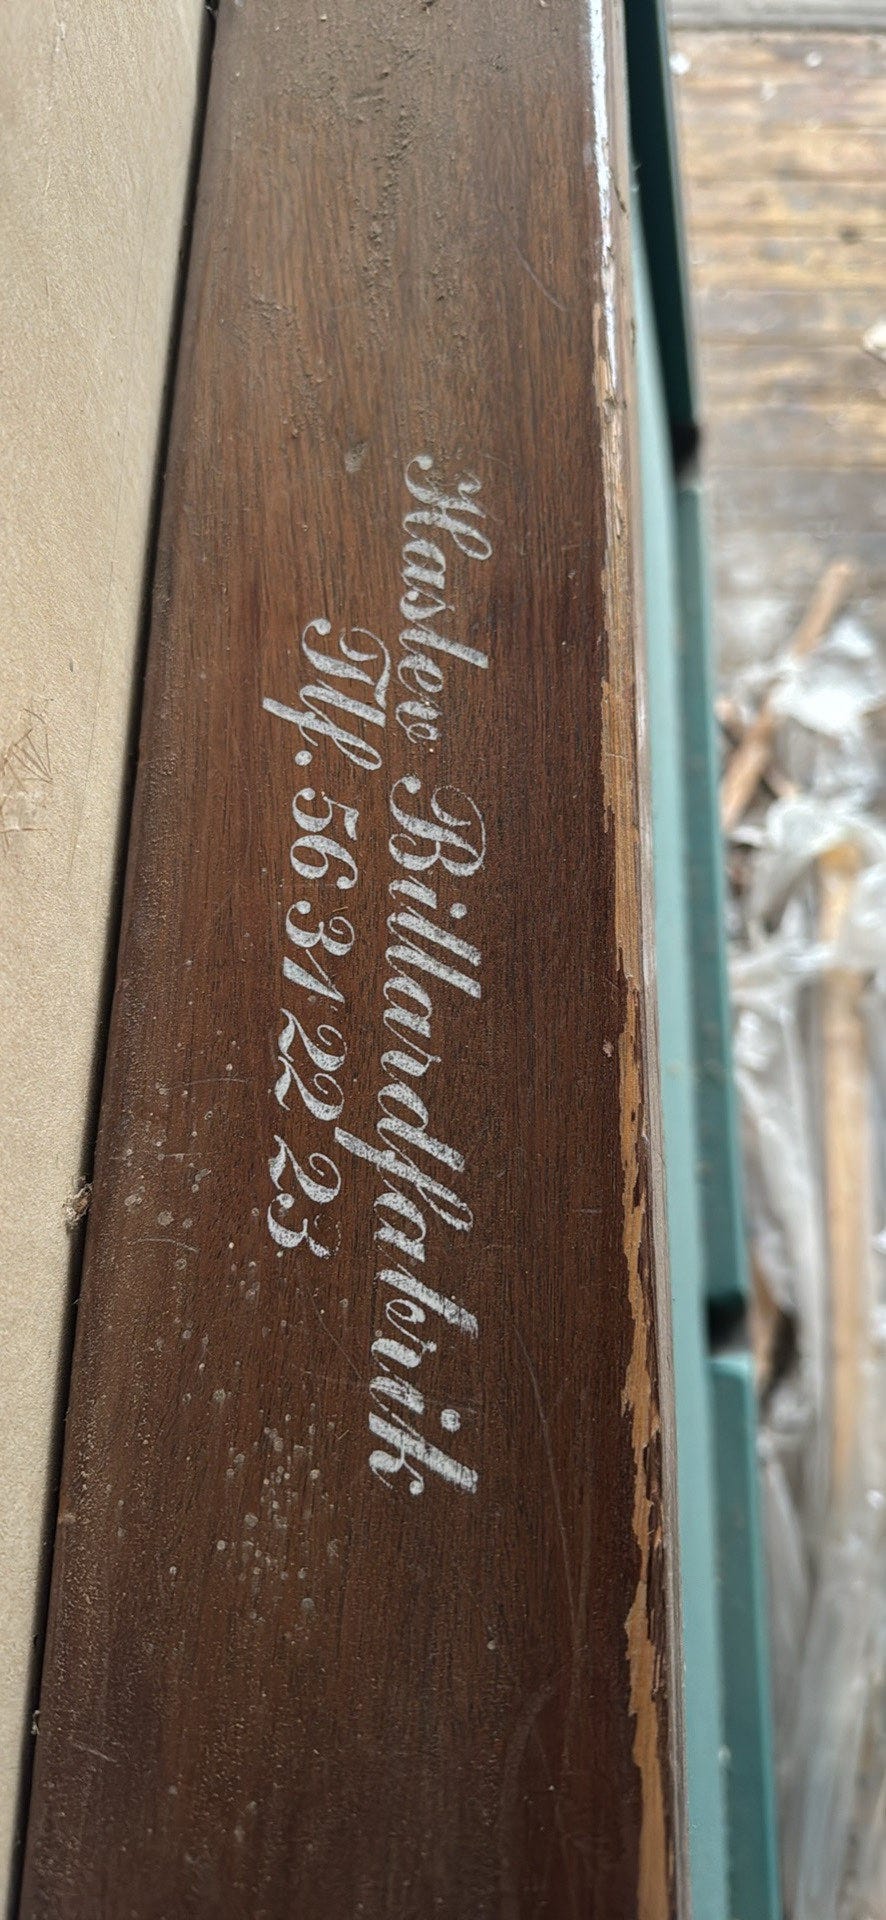 Haslev Billardfabrik
Tlf. 56 31 22 23